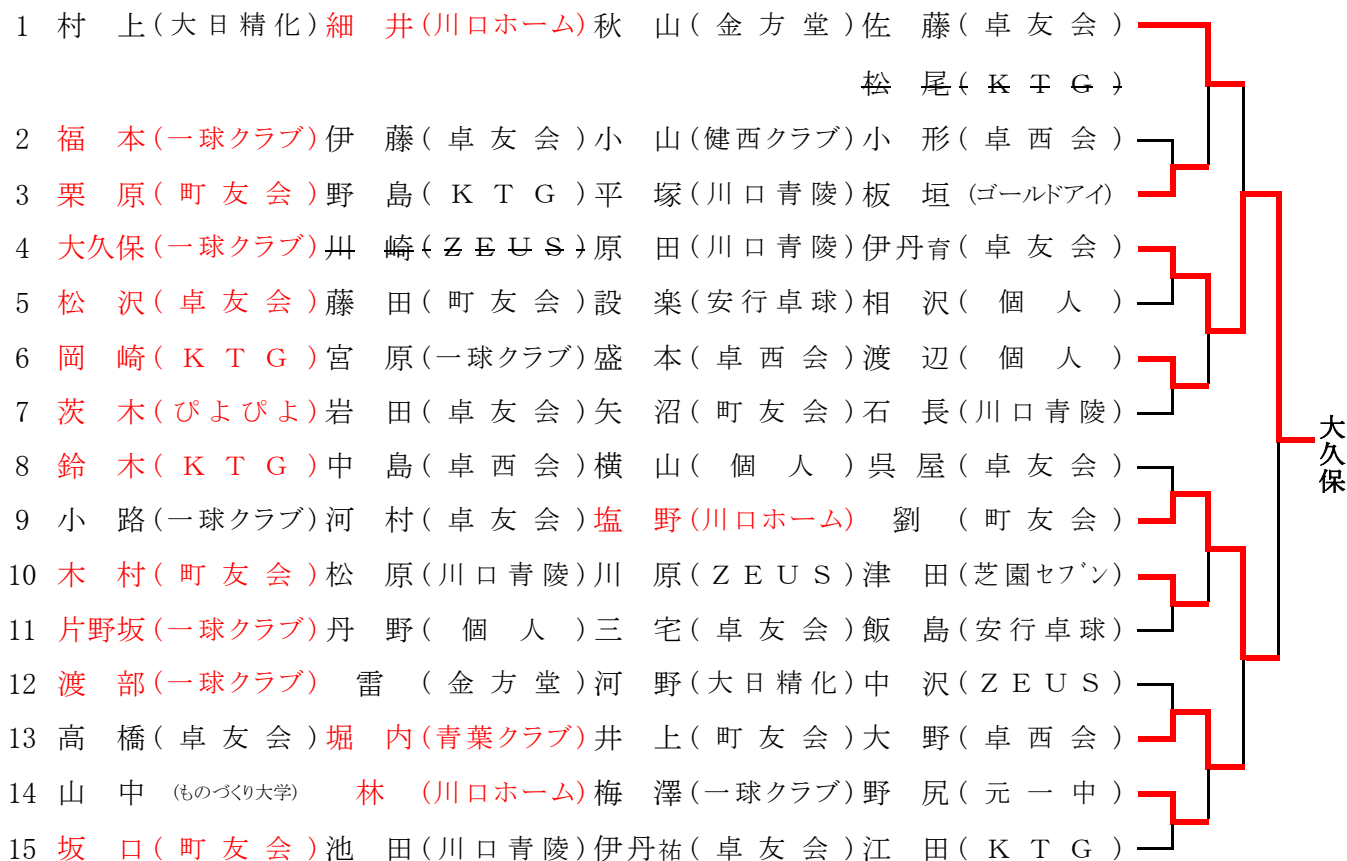 1 村 上(大日精化)細 井(川口ホーム)秋 山(金方堂)佐 藤(卓友会)
松 尾(KTG)
2 福 本(一球クラブ)伊 藤(卓友会)小 山(健西クラブ)小 形(卓西会)
3 栗 原(町友会)野 島(KTG)平 塚(川口青陵)板 垣(ゴールドアイ)
4 大久保(一球クラブ)川 崎(ZEUS)原 田(川口青陵)伊丹育(卓友会)
5 松 沢(卓友会)藤 田(町友会)設 楽(安行卓球)相 沢(個 人)
6 岡 崎(KTG)宮 原(一球クラブ)盛 本(卓西会)渡 辺(個 人)
7 茨 木(ぴよぴよ)岩 田(卓友会)矢 沼(町友会)石 長(川口青陵)
大久保
8 鈴 木(KTG)中 島(卓西会)横 山(個 人)呉 屋(卓友会)
9 小 路(一球クラブ)河 村(卓友会)塩 野(川口ホーム) 劉 (町友会)
10 木 村(町友会)松 原(川口青陵)川 原(ZEUS)津 田(芝園セブン)
11 片野坂(一球クラブ)丹 野(個 人)三 宅(卓友会)飯 島(安行卓球)
12 渡 部(一球クラブ) 雷 (金方堂)河 野(大日精化)中 沢(ZEUS)
13 高 橋(卓友会)堀 内(青葉クラブ)井 上(町友会)大 野(卓西会)
14 山 中(ものづくり大学) 林 (川口ホーム)梅 澤(一球クラブ)野 尻(元一中)
15 坂 口(町友会)池 田(川口青陵)伊丹祐(卓友会)江 田(KTG)